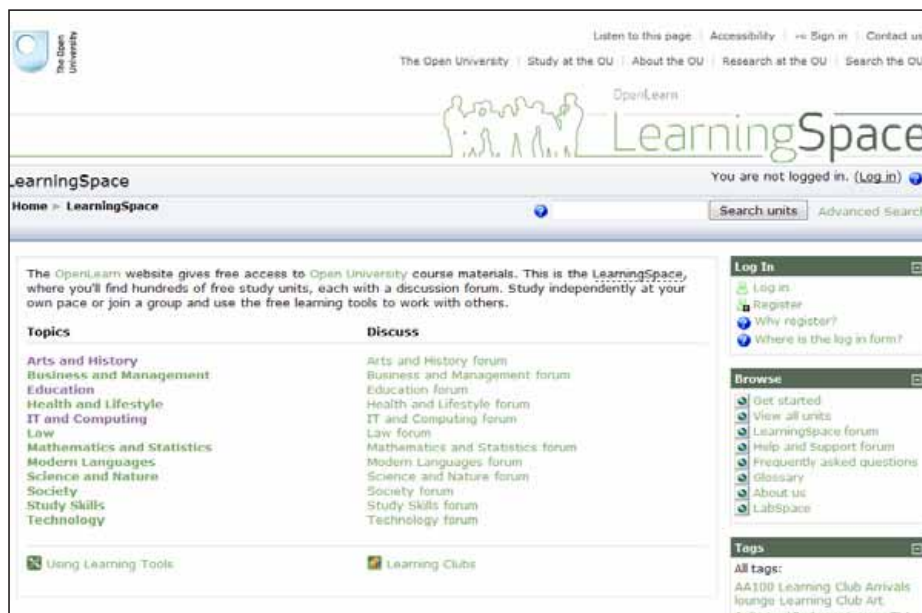 The Open
University
Listen to this page Accessibility Sign in Contact us
The Open University Study at the OU About the OU Research at the OU Search the OU
OpenLearn
LearningSpace
LearningSpace
You are not logged in. (Log in)
Home » LearningSpace
Search units Advanced Search
The OpenLearn website gives free access to Open University course materials. This is the LearningSpace,
where you'll find hundreds of free study units, each with a discussion forum. Study independently at your
own pace or join a group and use the free learning tools to work with others.
Topics Discuss
Arts and History Arts and History forum
Business and Management Business and Management forum
Education Education forum
Health and Lifestyle Health and Lifestyle forum
IT and Computing IT and Computing forum
Law Law forum
Mathematics and Statistics Mathematics and Statistics forum
Modern Languages Modern Languages forum
Science and Nature Science and Nature forum
Society Society forum
Study Skills Study Skills forum
Technology Technology forum
Using Learning Tools Learning Clubs
Log In
Log in
Register
Why register?
Where is the log in form?
Browse
Get started
View all units
LearningSpace forum
Help and Support forum
Frequently asked questions
Glossary
About us
LabSpace
Tags
All tags:
AA100 Learning Club Arrivals
lounge Learning Club Art